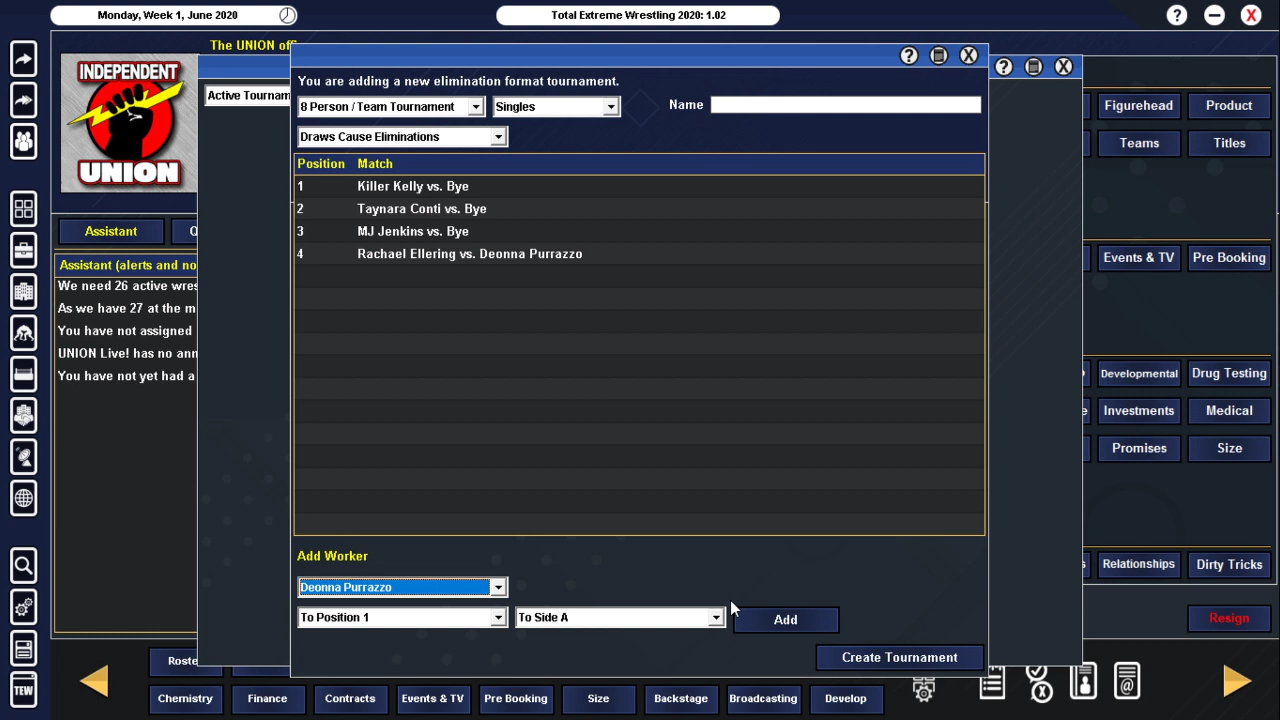 Monday, Week 1, June 2020
Total Extreme Wrestling 2020: 1.02
?
X
The UNION off
INDEPENDENT
UNION
Active Tournam
?
X
?
X
You are adding a new elimination format tournament.
8 Person / Team Tournament
Singles
Name
Draws Cause Eliminations
Position Match
1 Killer Kelly vs. Bye
2 Taynara Conti vs. Bye
3 MJ Jenkins vs. Bye
4 Rachael Ellering vs. Deonna Purrazzo
Figurehead
Product
Teams
Titles
Events & TV
Pre Booking
Developmental
Drug Testing
Investments
Medical
Promises
Size
Relationships
Dirty Tricks
Resign
Assistant
Q
Assistant (alerts and no
We need 26 active wres
As we have 27 at the m
You have not assigned
UNION Live! has no ann
You have not yet had a
Add Worker
Deonna Purrazzo
To Position 1
To Side A
Add
Create Tournament
Roste
Chemistry
Finance
Contracts
Events & TV
Pre Booking
Size
Backstage
Broadcasting
Develop
TEW